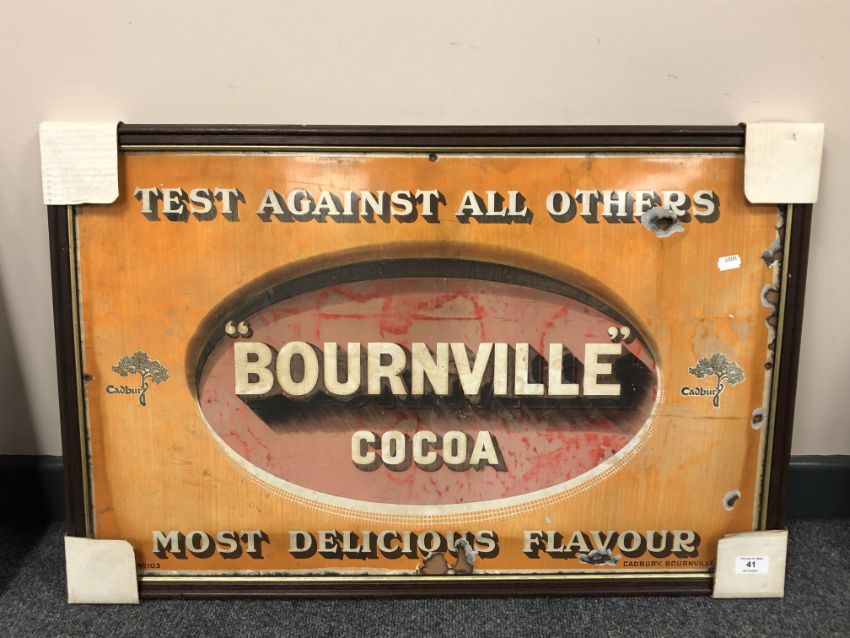 TEST AGAINST ALL OTHERS
"BOURNVILLE"
COCOA
Cadbury
Cadbury
MOST DELICIOUS FLAVOUR
CADBURY. BOURNVILLE
41